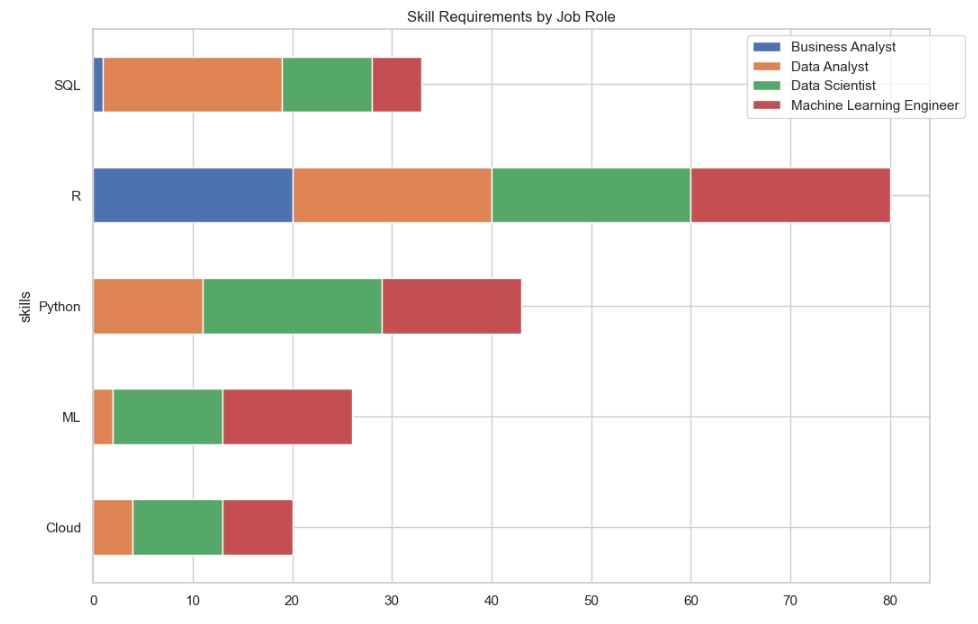 Skill Requirements by Job Role
Business Analyst
Data Analyst
Data Scientist
Machine Learning Engineer
SQL
R
Python
ML
Cloud
skills
0 10 20 30 40 50 60 70 80